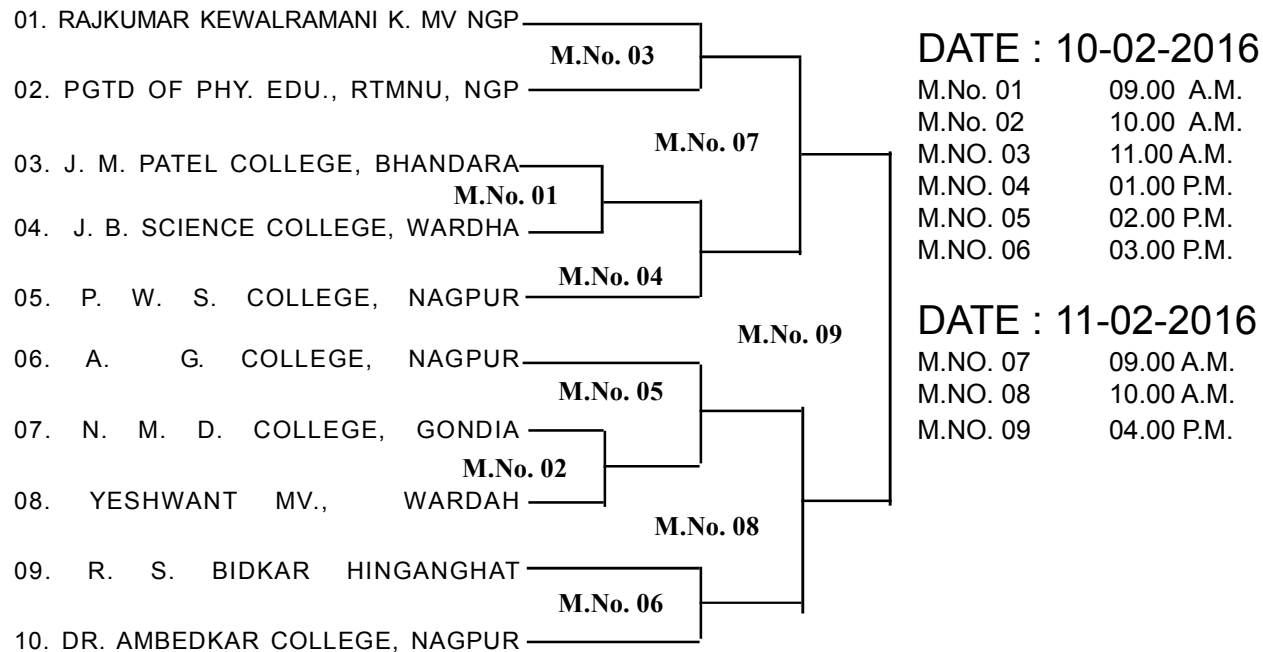 01. RAJKUMAR KEWALRAMANI K. MV NGP
M.No. 03
02. PGTD OF PHY. EDU., RTMNU, NGP
M.No. 07
03. J. M. PATEL COLLEGE, BHANDARA
M.No. 01
04. J. B. SCIENCE COLLEGE, WARDHA
M.No. 04
05. P. W. S. COLLEGE, NAGPUR
M.No. 09
06. A. G. COLLEGE, NAGPUR
M.No. 05
07. N. M. D. COLLEGE, GONDIA
M.No. 02
08. YESHWANT MV., WARDAH
M.No. 08
09. R. S. BIDKAR HINGANGHAT
M.No. 06
10. DR. AMBEDKAR COLLEGE, NAGPUR
DATE : 10-02-2016
M.No. 01 09.00 A.M.
M.No. 02 10.00 A.M.
M.NO. 03 11.00 A.M.
M.NO. 04 01.00 P.M.
M.NO. 05 02.00 P.M.
M.NO. 06 03.00 P.M.
DATE : 11-02-2016
M.NO. 07 09.00 A.M.
M.NO. 08 10.00 A.M.
M.NO. 09 04.00 P.M.